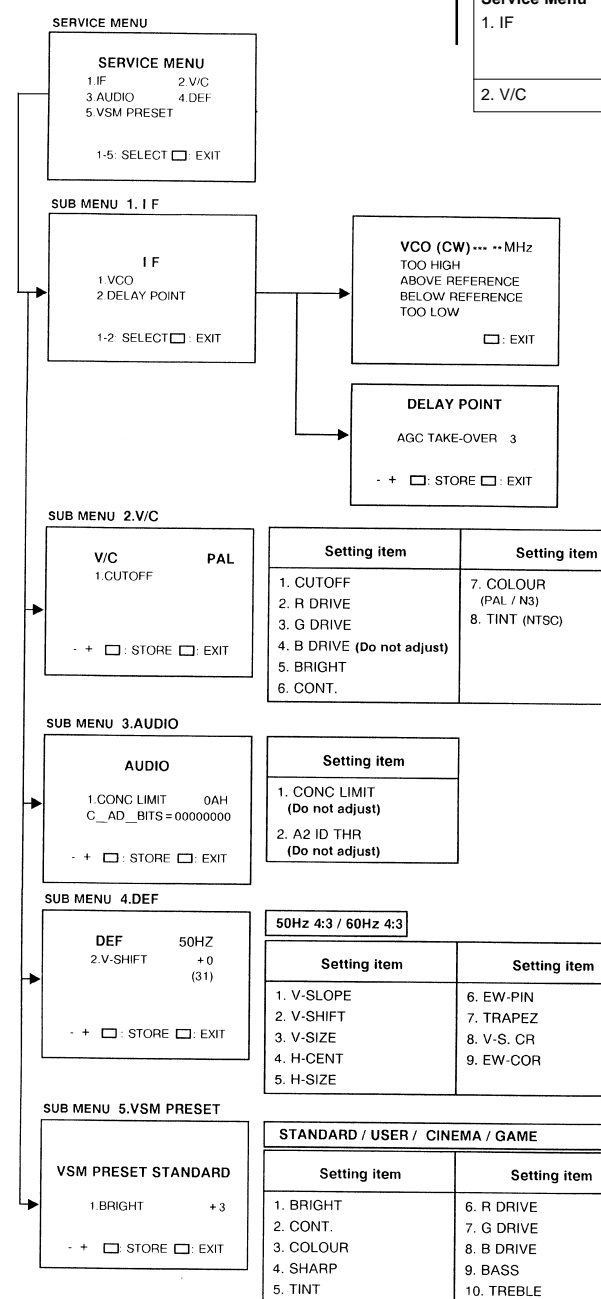 Service Menu
1. IF
2. V/C
SERVICE MENU
SERVICE MENU
1.IF 2.V/C
3.AUDIO 4.DEF
5.VSM PRESET
1-5: SELECT : EXIT
SUB MENU 1. I F
I F
1.VCO
2.DELAY POINT
1-2: SELECT : EXIT
VCO (CW) ··· ·· MHz
TOO HIGH
ABOVE REFERENCE
BELOW REFERENCE
TOO LOW
: EXIT
DELAY POINT
AGC TAKE-OVER 3
- + : STORE : EXIT
SUB MENU 2.V/C
V/C PAL
1.CUTOFF
- + : STORE : EXIT
Setting item Setting item
1. CUTOFF
2. R DRIVE
3. G DRIVE
4. B DRIVE (Do not adjust)
5. BRIGHT
6. CONT.
7. COLOUR
(PAL / N3)
8. TINT (NTSC)
SUB MENU 3.AUDIO
AUDIO
1.CONC LIMIT 0AH
C__AD__BITS = 00000000
- + : STORE : EXIT
Setting item
1. CONC LIMIT
(Do not adjust)
2. A2 ID THR
(Do not adjust)
SUB MENU 4.DEF
DEF 50HZ
2.V-SHIFT +0
(31)
- + : STORE : EXIT
50Hz 4:3 / 60Hz 4:3
Setting item Setting item
1. V-SLOPE
2. V-SHIFT
3. V-SIZE
4. H-CENT
5. H-SIZE
6. EW-PIN
7. TRAPEZ
8. V-S. CR
9. EW-COR
SUB MENU 5.VSM PRESET
VSM PRESET STANDARD
1.BRIGHT +3
- + : STORE : EXIT
STANDARD / USER / CINEMA / GAME
Setting item Setting item
1. BRIGHT
2. CONT.
3. COLOUR
4. SHARP
5. TINT
6. R DRIVE
7. G DRIVE
8. B DRIVE
9. BASS
10. TREBLE